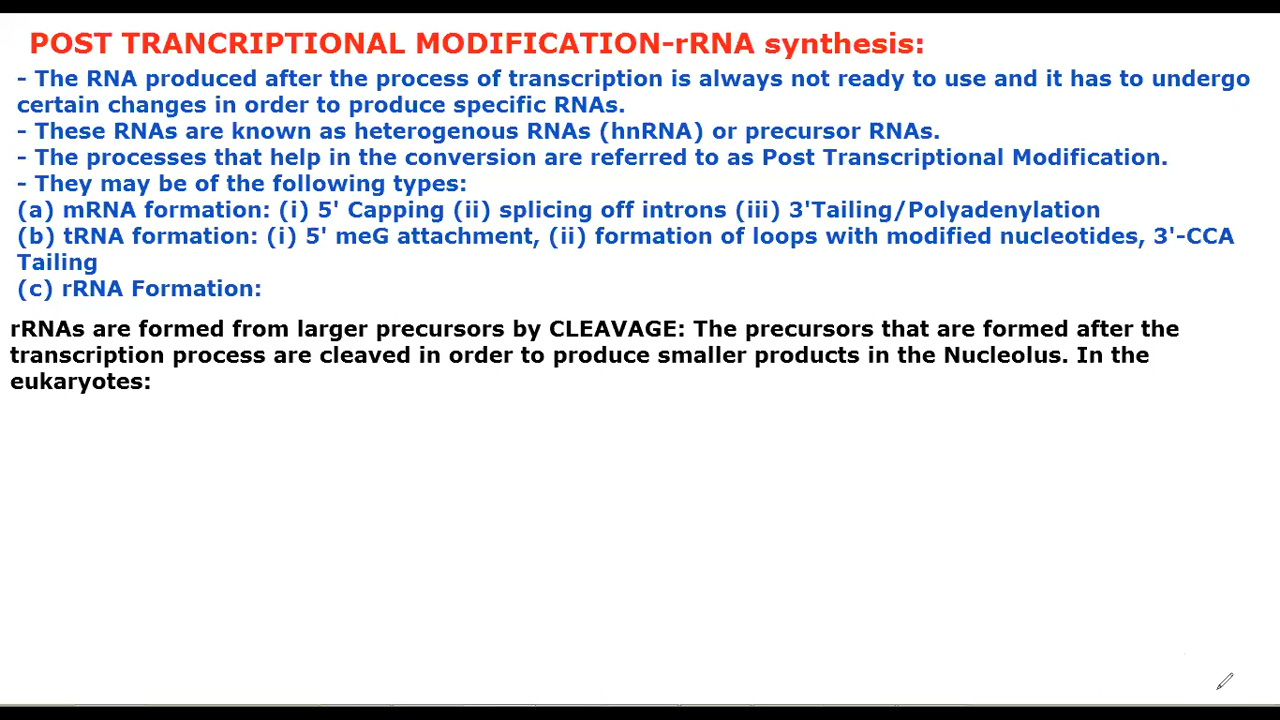 POST TRANCRIPTIONAL MODIFICATION-rRNA synthesis:
- The RNA produced after the process of transcription is always not ready to use and it has to undergo
certain changes in order to produce specific RNAs.
- These RNAs are known as heterogenous RNAs (hnRNA) or precursor RNAs.
- The processes that help in the conversion are referred to as Post Transcriptional Modification.
- They may be of the following types:
(a) mRNA formation: (i) 5' Capping (ii) splicing off introns (iii) 3'Tailing/Polyadenylation
(b) tRNA formation: (i) 5' meG attachment, (ii) formation of loops with modified nucleotides, 3'-CCA
Tailing
(c) rRNA Formation:
rRNAs are formed from larger precursors by CLEAVAGE: The precursors that are formed after the
transcription process are cleaved in order to produce smaller products in the Nucleolus. In the
eukaryotes: